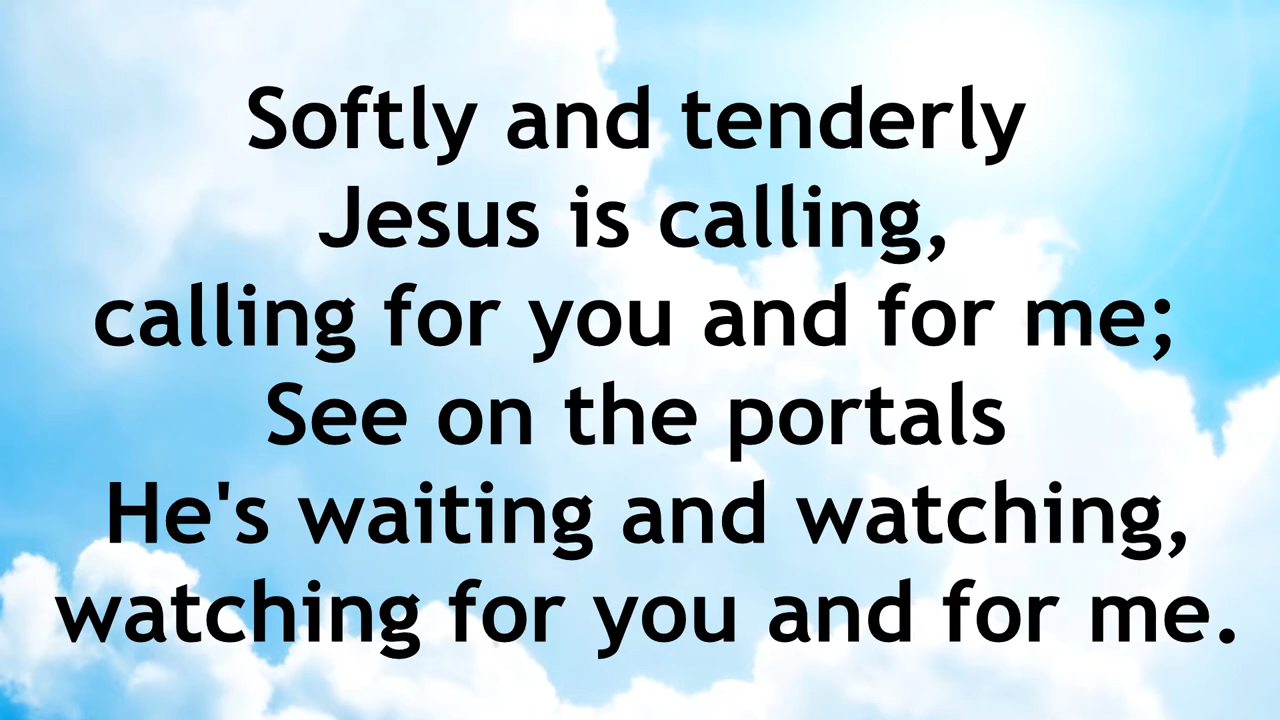 Softly and tenderly
Jesus is calling,
calling for you and for me;
See on the portals
He's waiting and watching,
watching for you and for me.